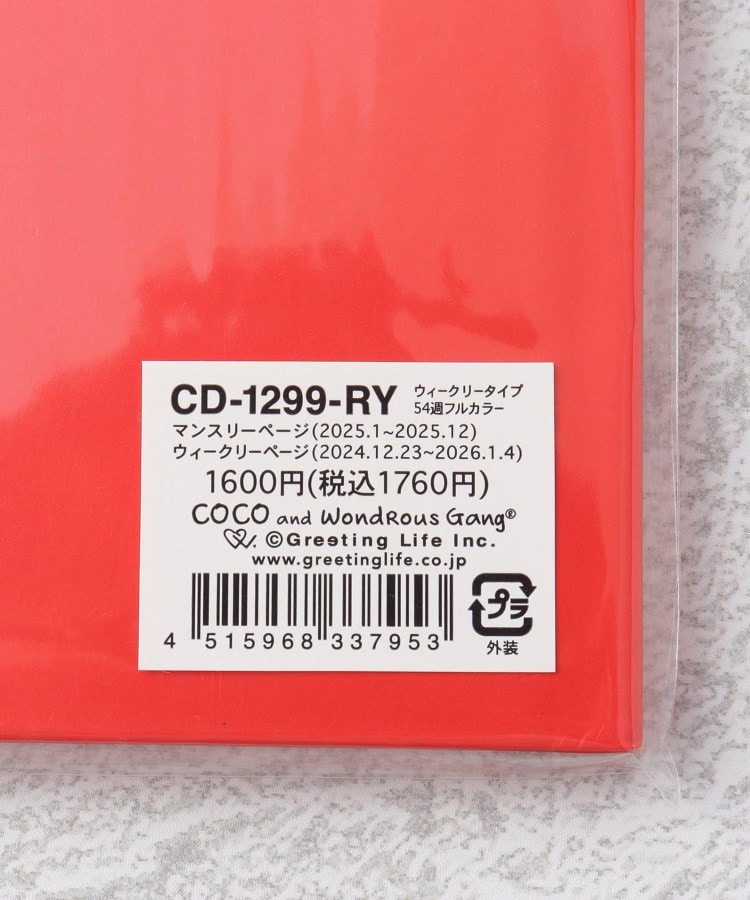 CD-1299-RY ウィークリータイプ
54週フルカラー
マンスリーページ(2025.1~2025.12)
ウィークリーページ(2024.12.23~2026.1.4)
1600円(税込1760円)
COCO and WondRous Gang®
©Greeting Life Inc.
www.greetinglife.co.jp
4 515968 337953
プラ
外装